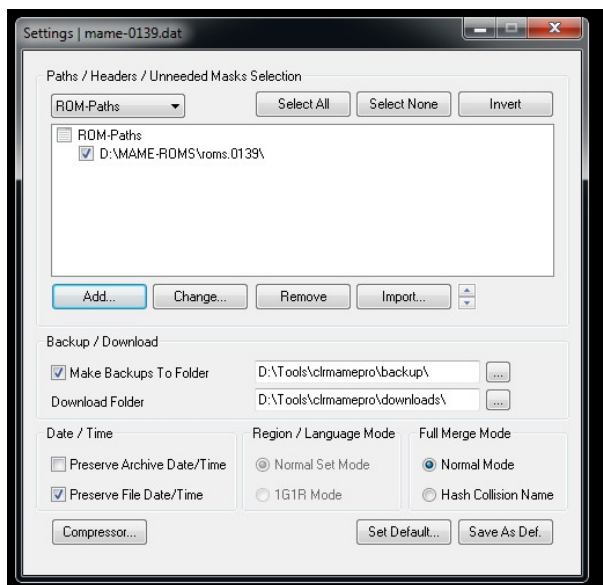 Settings | mame-0139.dat
Paths / Headers / Unneeded Masks Selection
ROM-Paths Select All Select None Invert
ROM-Paths
D:\MAME-ROMS\roms.0139\
Add... Change... Remove Import...
Backup / Download
Make Backups To Folder D:\Tools\clrmamepro\backup\ ...
Download Folder D:\Tools\clrmamepro\downloads\ ...
Date / Time Region / Language Mode Full Merge Mode
Preserve Archive Date/Time Normal Set Mode Normal Mode
Preserve File Date/Time 1G1R Mode Hash Collision Name
Compressor... Set Default... Save As Def.